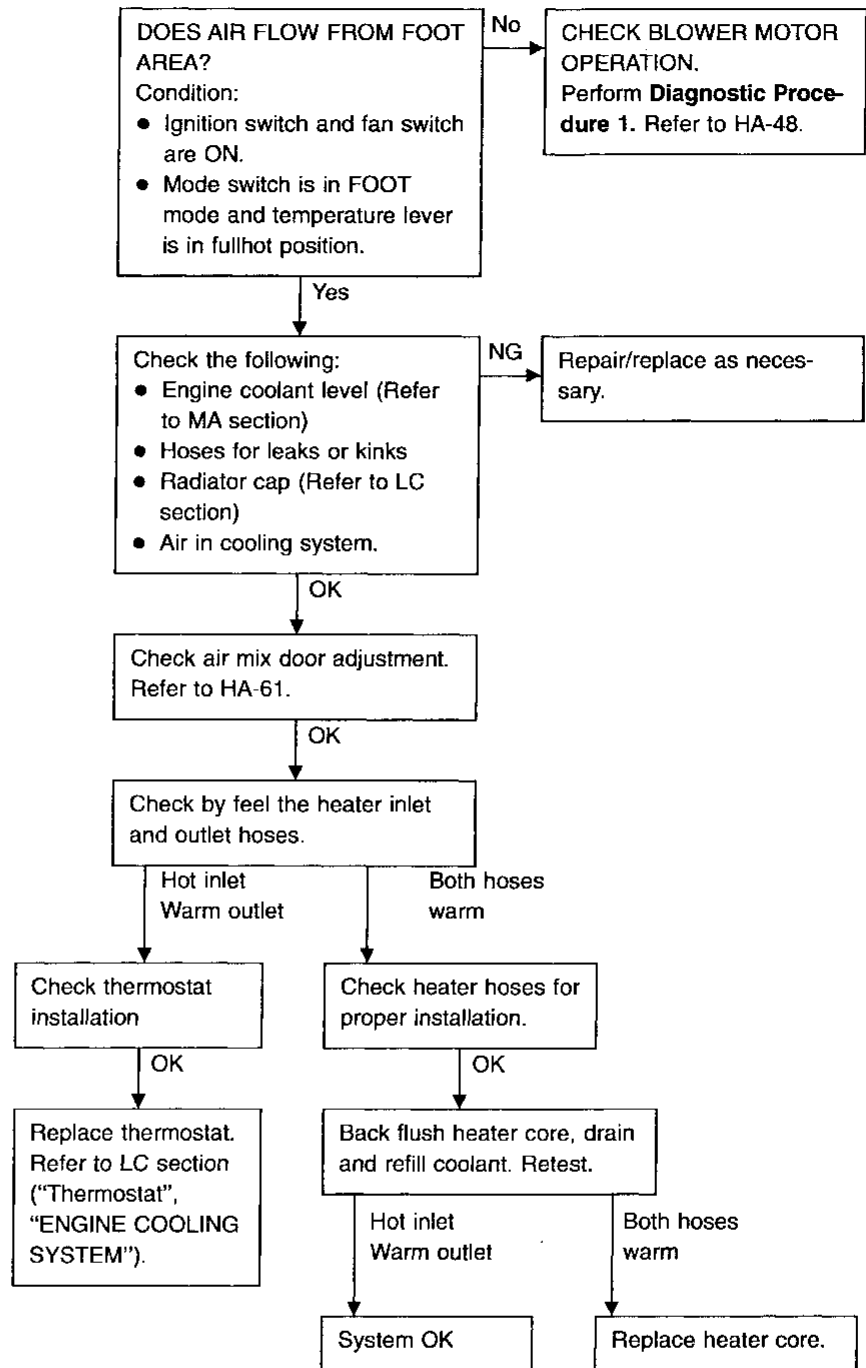 DOES AIR FLOW FROM FOOT
AREA?
Condition:
● Ignition switch and fan switch
are ON.
● Mode switch is in FOOT
mode and temperature lever
is in fullhot position.
No
CHECK BLOWER MOTOR
OPERATION.
Perform Diagnostic Proce-
dure 1. Refer to HA-48.
Yes
Check the following:
● Engine coolant level (Refer
to MA section)
● Hoses for leaks or kinks
● Radiator cap (Refer to LC
section)
● Air in cooling system.
NG
Repair/replace as neces-
sary.
OK
Check air mix door adjustment.
Refer to HA-61.
OK
Check by feel the heater inlet
and outlet hoses.
Hot inlet
Warm outlet
Both hoses
warm
Check thermostat
installation
Check heater hoses for
proper installation.
OK
OK
Replace thermostat.
Refer to LC section
("Thermostat",
"ENGINE COOLING
SYSTEM").
Back flush heater core, drain
and refill coolant. Retest.
Hot inlet
Warm outlet
Both hoses
warm
System OK
Replace heater core.